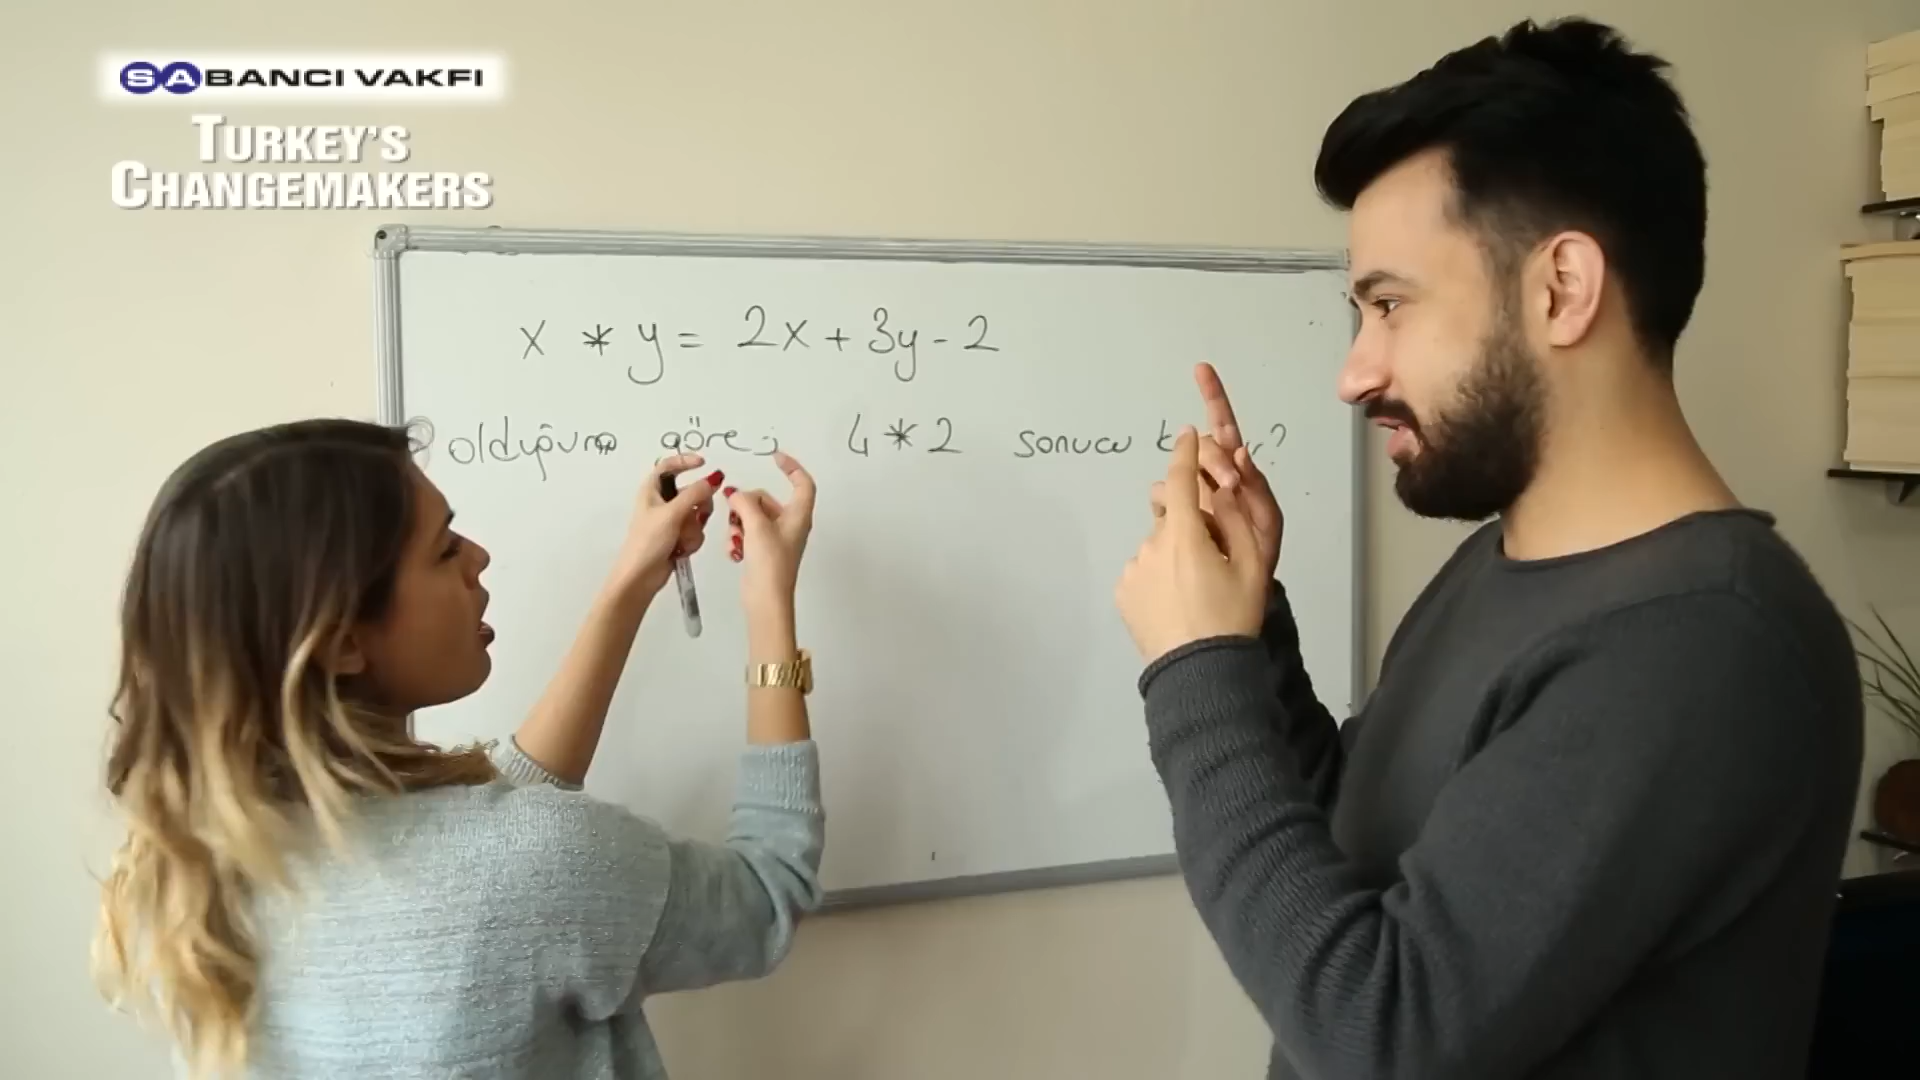 SABANCI VAKFI
TURKEY'S
CHANGEMAKERS
x * y = 2x + 3y - 2
olduğuna göre; 4 * 2 sonucu